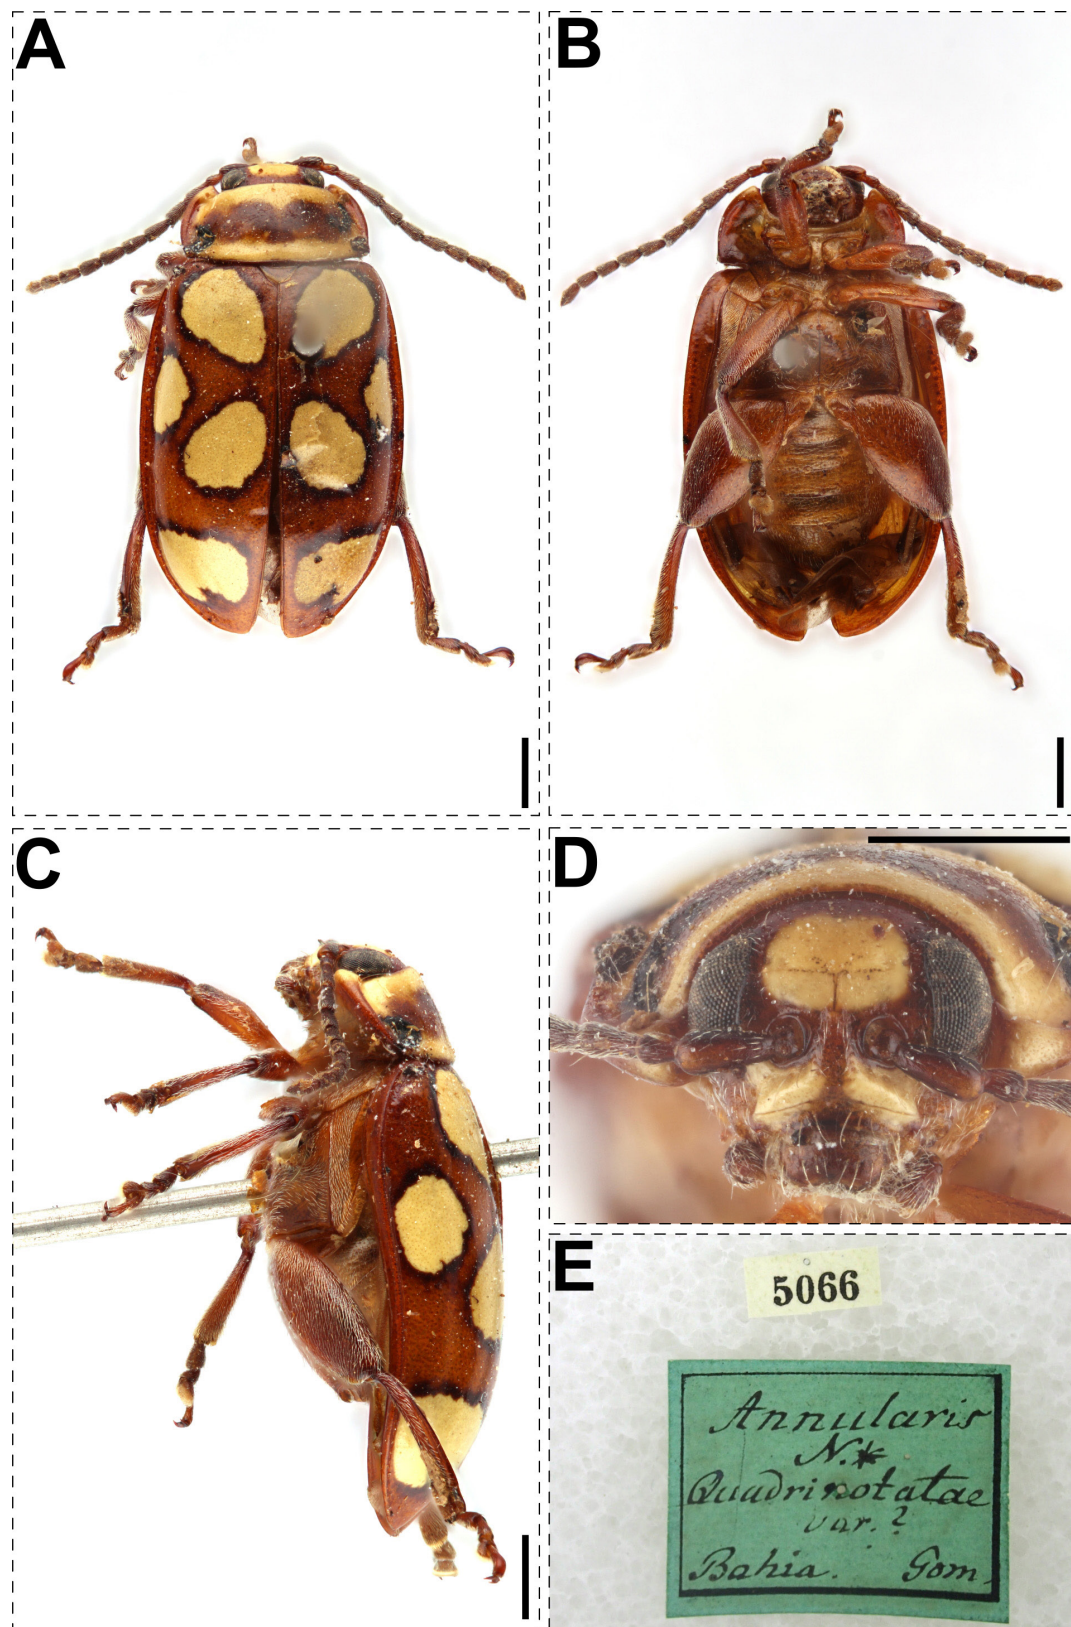 A
B
C
D
E
5066
Annularis
N.*
Quadrinotatae
var.?
Bahia. Gom.